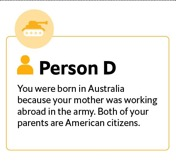 Person D
You were born in Australia
because your mother was working
abroad in the army. Both of your
parents are American citizens.